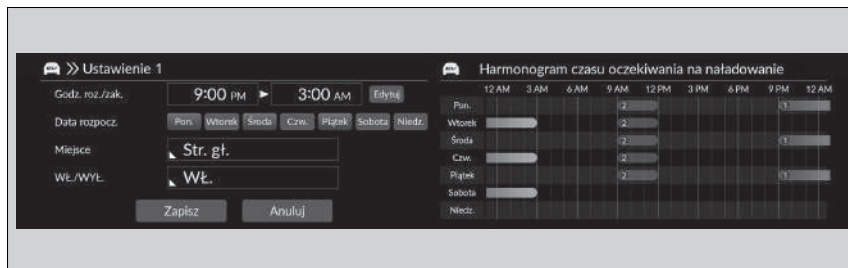 Ustawienie 1
Godz. roz./zak. 9:00 PM 3:00 AM Edytuj
Data rozpocz. Pon. Wtorek Środa Czw. Piątek Sobota Niedz.
Miejsce Str. gł.
WŁ./WYŁ. WŁ.
Zapisz Anuluj
Harmonogram czasu oczekiwania na naładowanie
12 AM 3 AM 6 AM 9 AM 12 PM 3 PM 6 PM 9 PM 12 AM
Pon. 2 1
Wtorek 2
Środa 2 1
Czw. 2
Piątek 2 1
Sobota
Niedz.